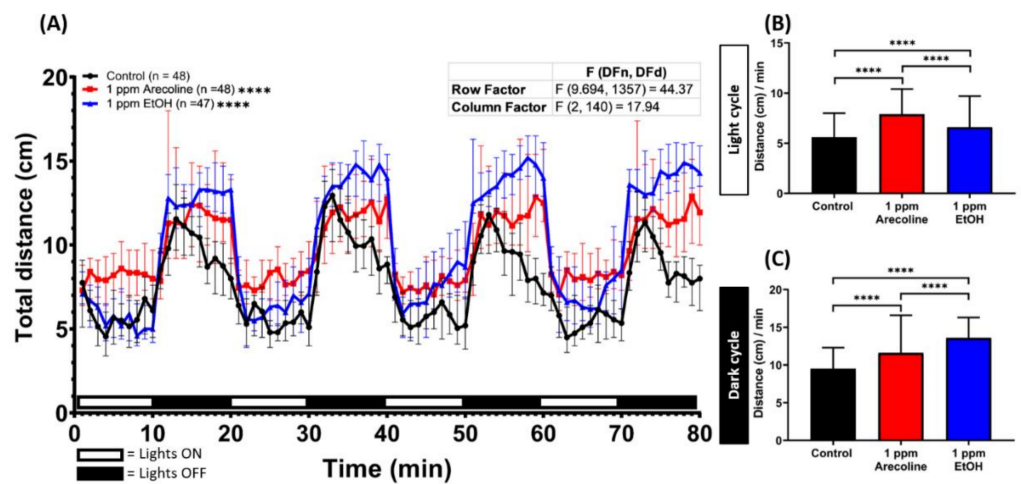 (A)
Total distance (cm)
20
15
10
5
0
Control (n = 48)
1 ppm Arecoline (n=48) ****
1 ppm EtOH (n =47) ****
F (DFn, DFd)
Row Factor F (9.694, 1357) = 44.37
Column Factor F (2, 140) = 17.94
0 10 20 30 40 50 60 70 80
Time (min)
= Lights ON
= Lights OFF
(B)
Light cycle
Distance (cm) / min
15
10
5
0
****
**** ****
Control 1 ppm 1 ppm
Arecoline EtOH
(C)
Dark cycle
Distance (cm) / min
20
15
10
5
0
****
****
****
Control 1 ppm 1 ppm
Arecoline EtOH